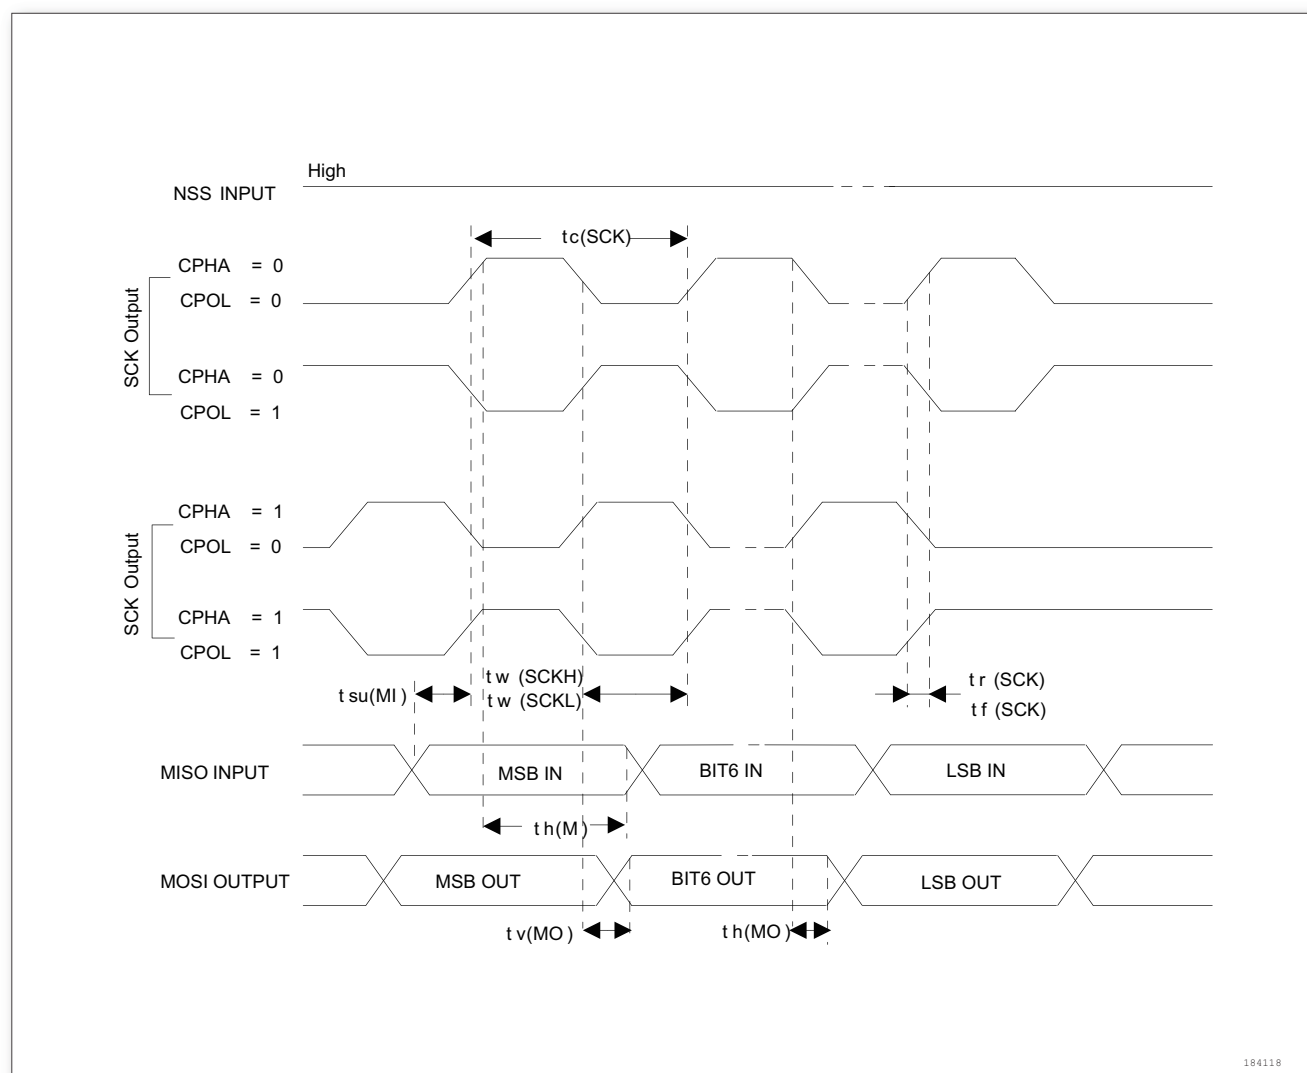 High
NSS INPUT
tc(SCK)
SCK Output
CPHA = 0
CPOL = 0
CPHA = 0
CPOL = 1
SCK Output
CPHA = 1
CPOL = 0
CPHA = 1
CPOL = 1
tsu(MI)
tw (SCKH)
tw (SCKL)
tr (SCK)
tf (SCK)
MISO INPUT
MSB IN
BIT6 IN
LSB IN
th(M)
MOSI OUTPUT
MSB OUT
BIT6 OUT
LSB OUT
tv(MO)
th(MO)
184118